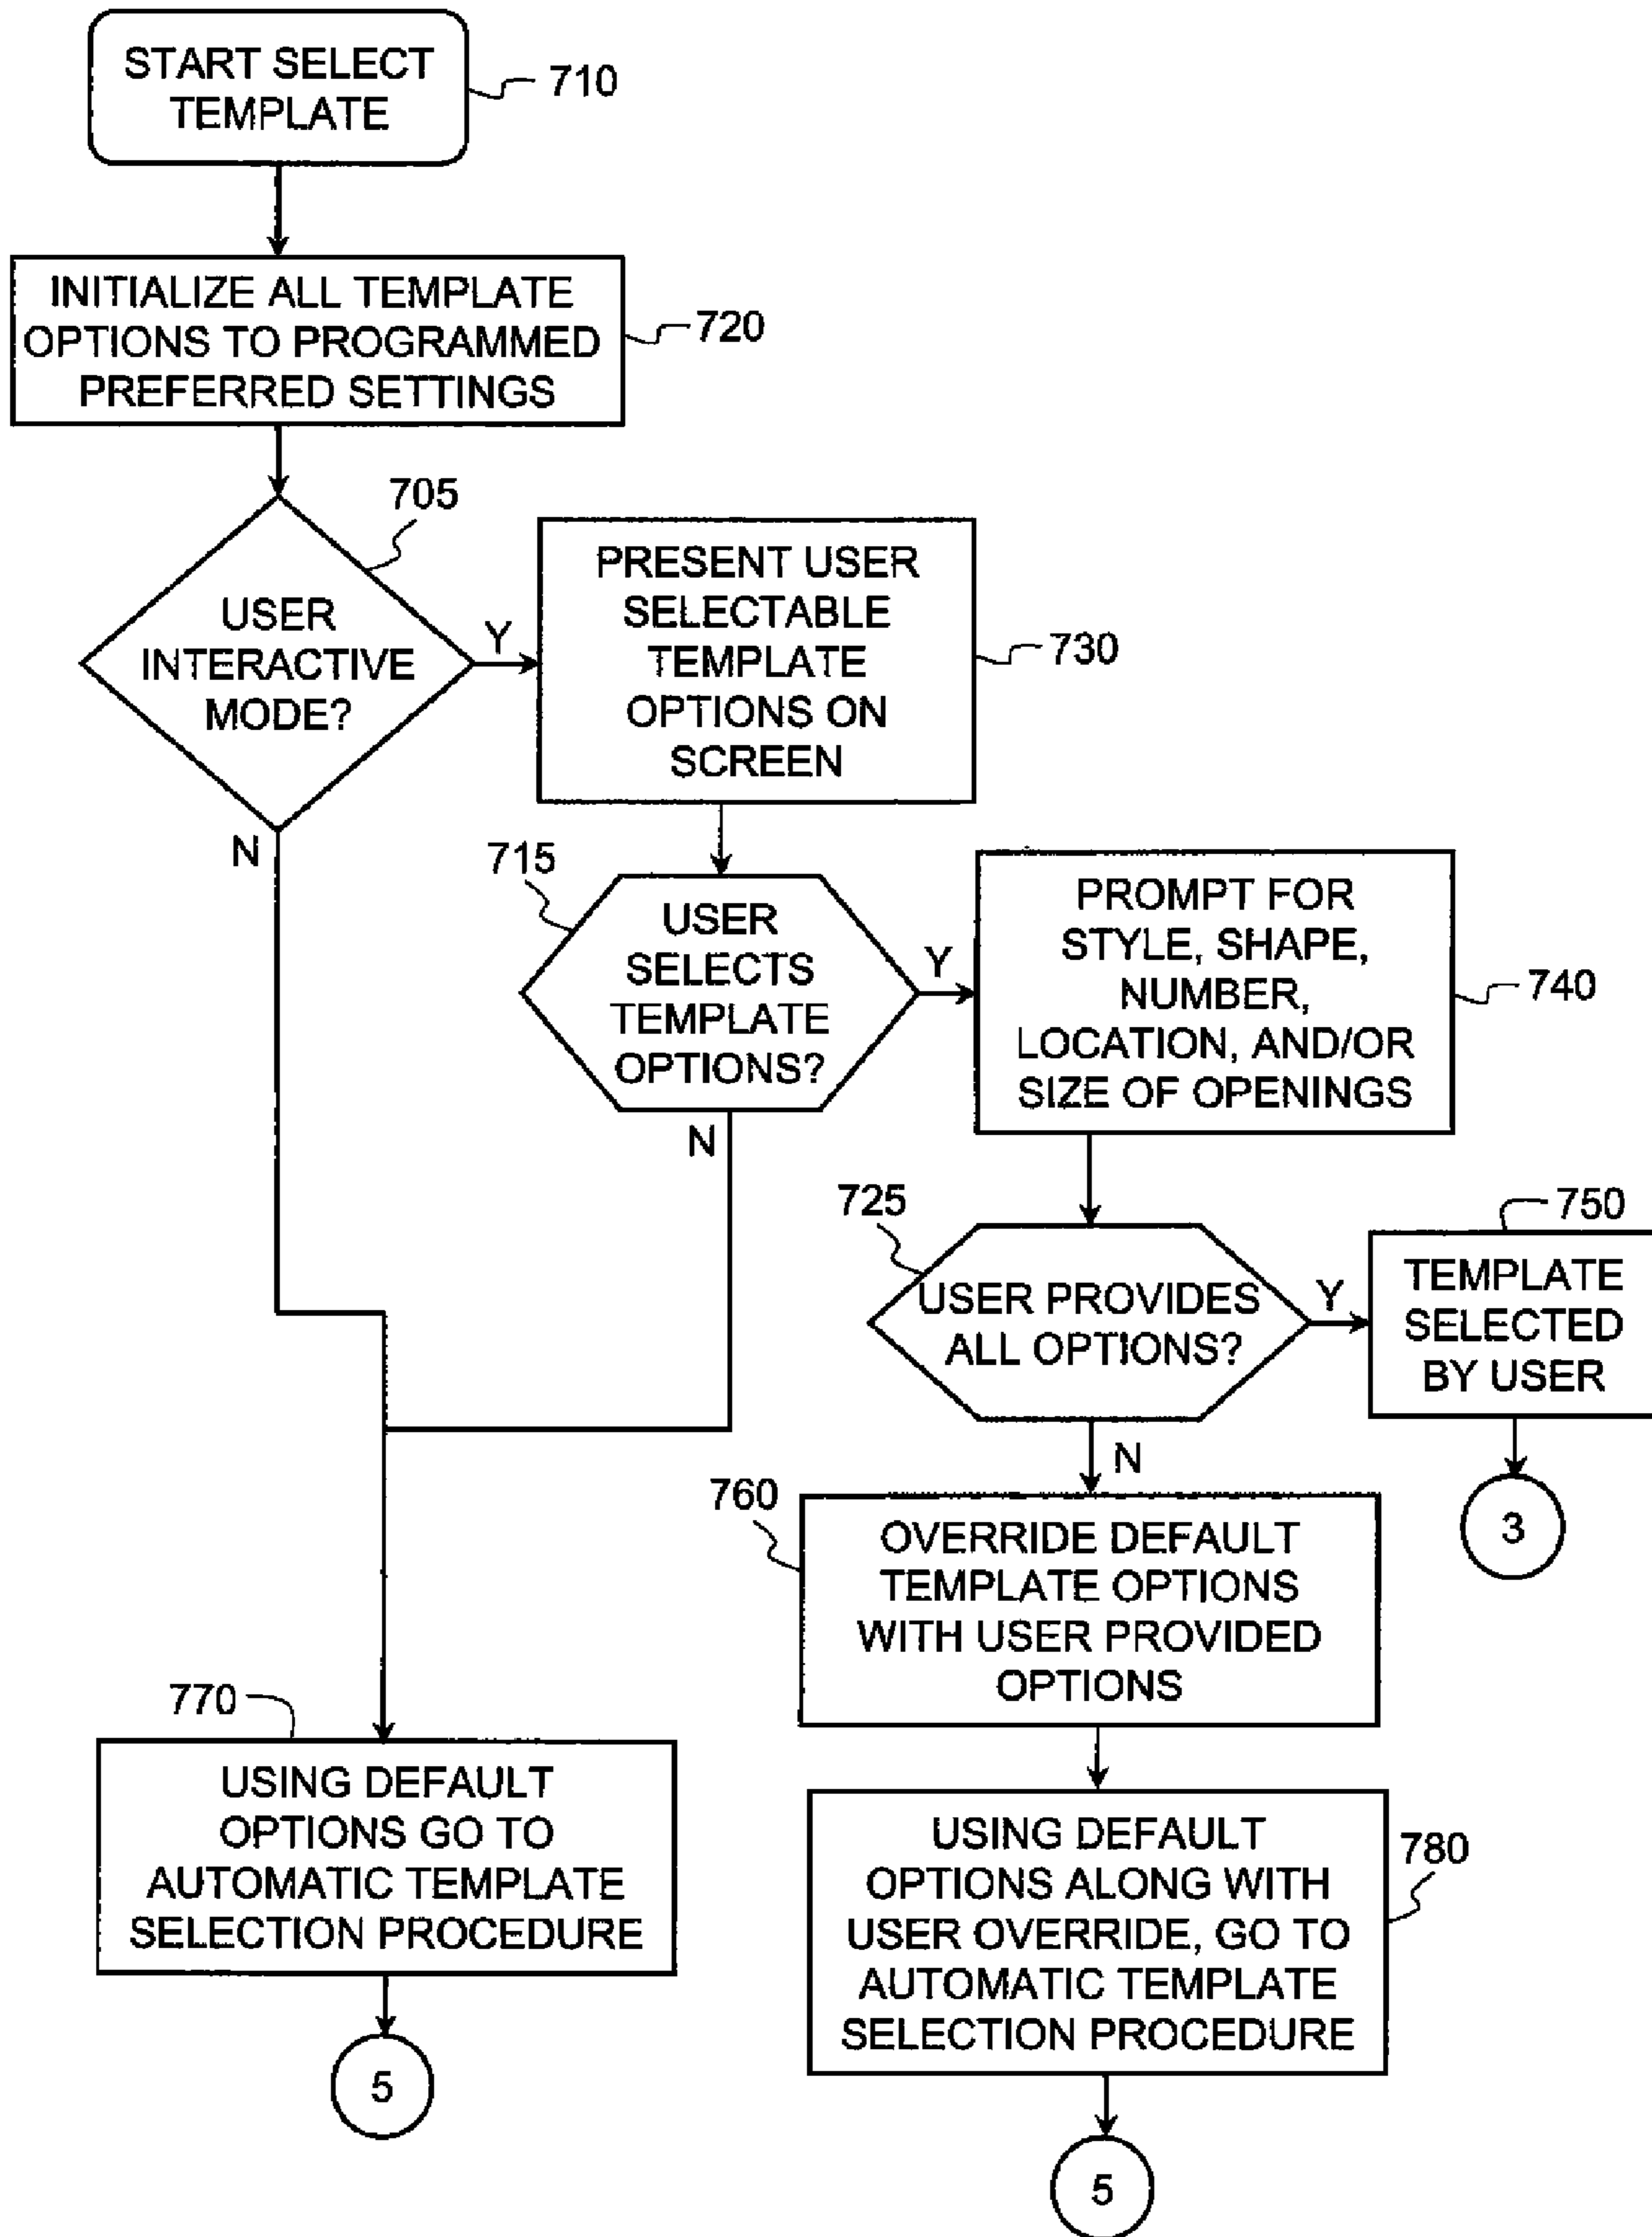 START SELECT
TEMPLATE
710
INITIALIZE ALL TEMPLATE
OPTIONS TO PROGRAMMED
PREFERRED SETTINGS
720
705
USER
INTERACTIVE
MODE?
Y
N
PRESENT USER
SELECTABLE
TEMPLATE
OPTIONS ON
SCREEN
730
715
USER
SELECTS
TEMPLATE
OPTIONS?
Y
N
PROMPT FOR
STYLE, SHAPE,
NUMBER,
LOCATION, AND/OR
SIZE OF OPENINGS
740
725
USER PROVIDES
ALL OPTIONS?
Y
N
750
TEMPLATE
SELECTED
BY USER
3
760
OVERRIDE DEFAULT
TEMPLATE OPTIONS
WITH USER PROVIDED
OPTIONS
770
USING DEFAULT
OPTIONS GO TO
AUTOMATIC TEMPLATE
SELECTION PROCEDURE
5
780
USING DEFAULT
OPTIONS ALONG WITH
USER OVERRIDE, GO TO
AUTOMATIC TEMPLATE
SELECTION PROCEDURE
5